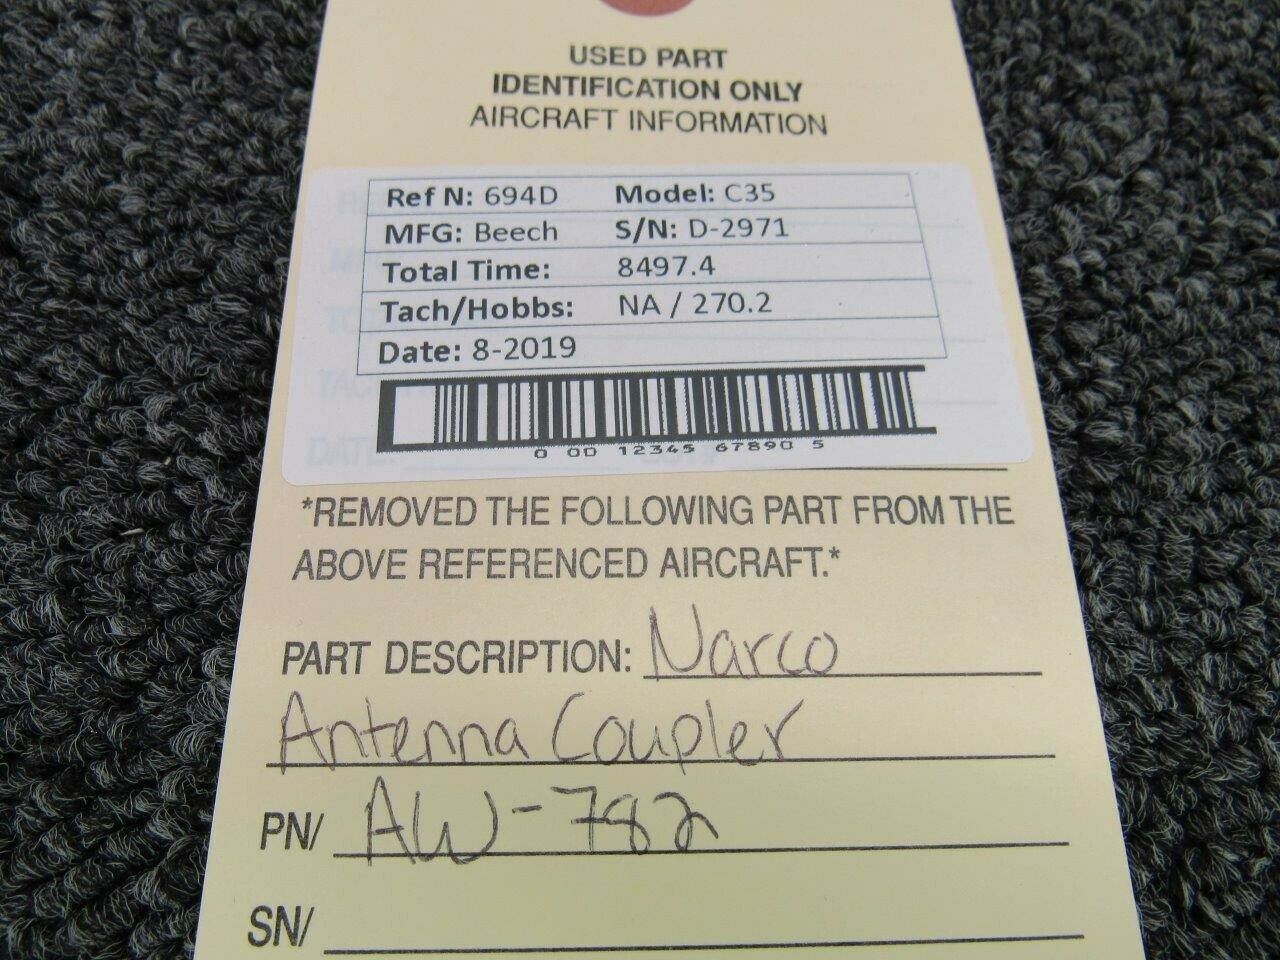 USED PART
IDENTIFICATION ONLY
AIRCRAFT INFORMATION
Ref N: 694D Model: C35
MFG: Beech S/N: D-2971
Total Time: 8497.4
Tach/Hobbs: NA / 270.2
Date: 8-2019
0 00 12345 67890 5
DATE:
*REMOVED THE FOLLOWING PART FROM THE
ABOVE REFERENCED AIRCRAFT.*
PART DESCRIPTION: Narco
Antenna Coupler
PN/ AW-782
SN/